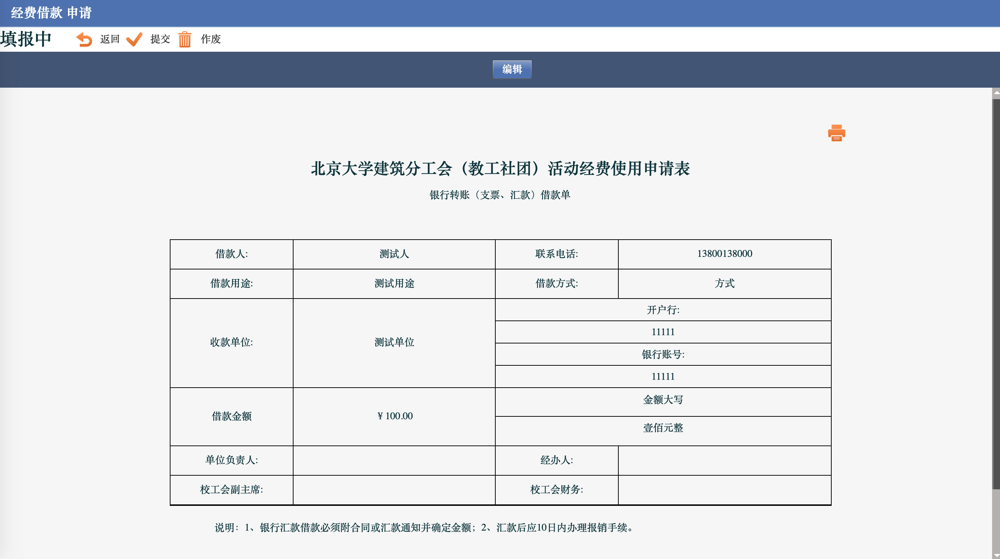 经费借款 申请
填报中 返回 提交 作废
编辑
北京大学建筑分工会（教工社团）活动经费使用申请表
银行转账（支票、汇款）借款单
借款人: 测试人 联系电话: 13800138000
借款用途: 测试用途 借款方式: 方式
收款单位: 测试单位
开户行:
11111
银行账号:
11111
借款金额 ¥ 100.00
金额大写
壹佰元整
单位负责人: 经办人:
校工会副主席: 校工会财务:
说明：1、银行汇款借款必须附合同或汇款通知并确定金额；2、汇款后应10日内办理报销手续。